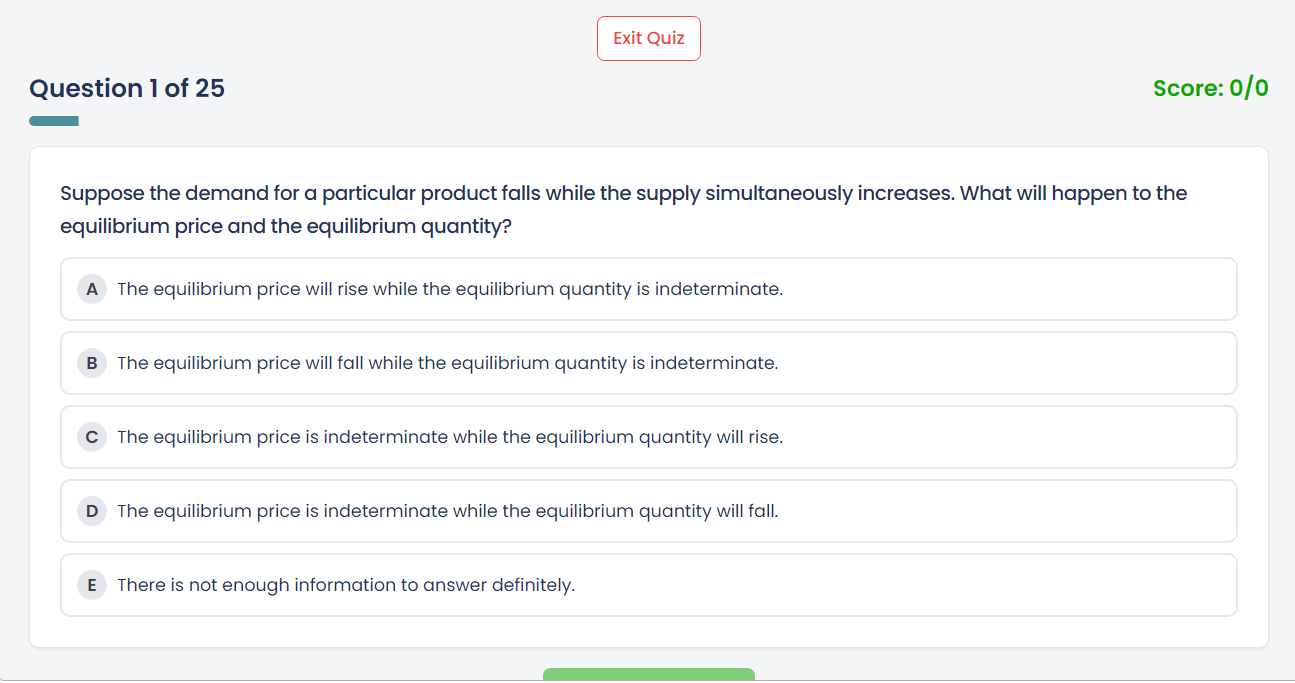 Exit Quiz
Question 1 of 25
Score: 0/0
Suppose the demand for a particular product falls while the supply simultaneously increases. What will happen to the
equilibrium price and the equilibrium quantity?
A The equilibrium price will rise while the equilibrium quantity is indeterminate.
B The equilibrium price will fall while the equilibrium quantity is indeterminate.
C The equilibrium price is indeterminate while the equilibrium quantity will rise.
D The equilibrium price is indeterminate while the equilibrium quantity will fall.
E There is not enough information to answer definitely.